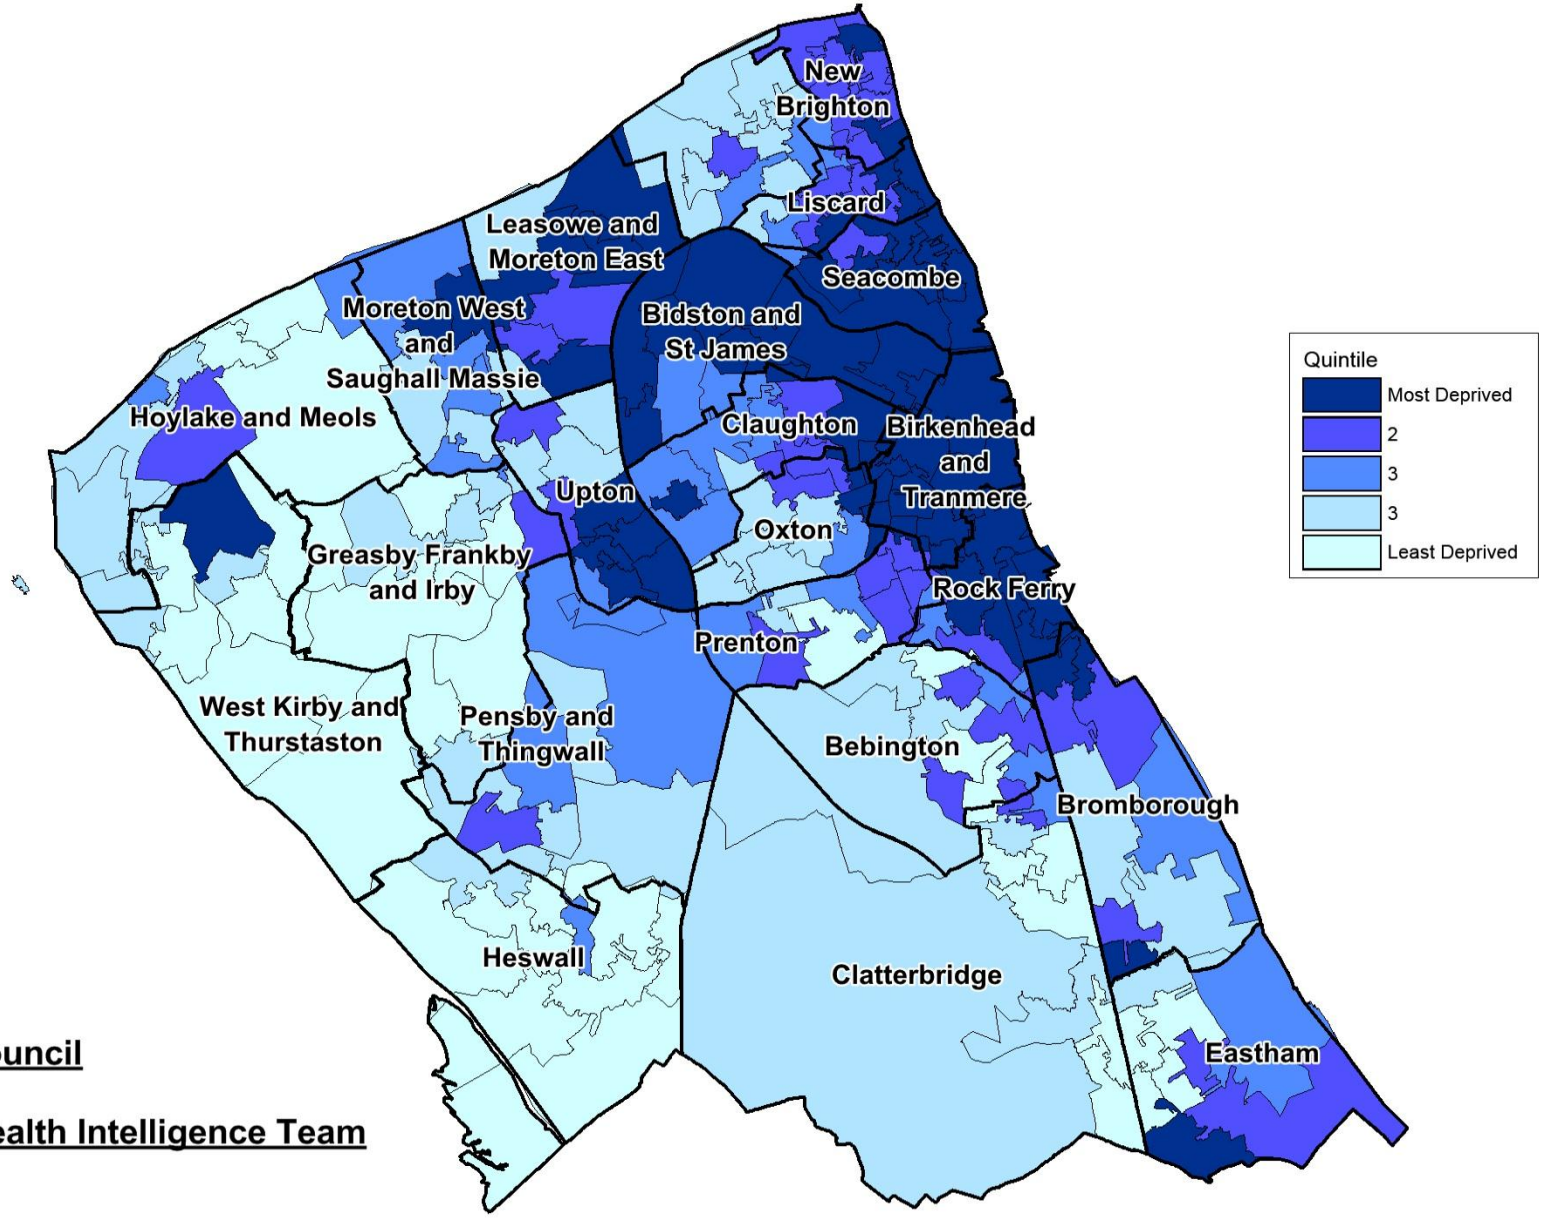 New
Brighton
Liscard
Leasowe and
Moreton East
Seacombe
Moreton West
and
Saughall Massie
Bidston and
St James
Hoylake and Meols
Claughton
Birkenhead
and
Tranmere
Upton
Oxton
Greasby Frankby
and Irby
Rock Ferry
Prenton
West Kirby and
Thurstaston
Pensby and
Thingwall
Bebington
Bromborough
Heswall
Clatterbridge
Eastham
Quintile
Most Deprived
2
3
3
Least Deprived
Intelligence Team